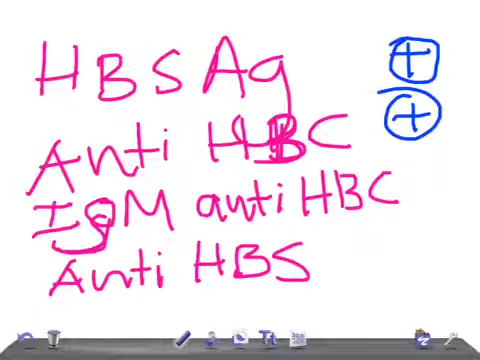 HBSAg +
Anti HBC +
IgM anti HBC
Anti HBS